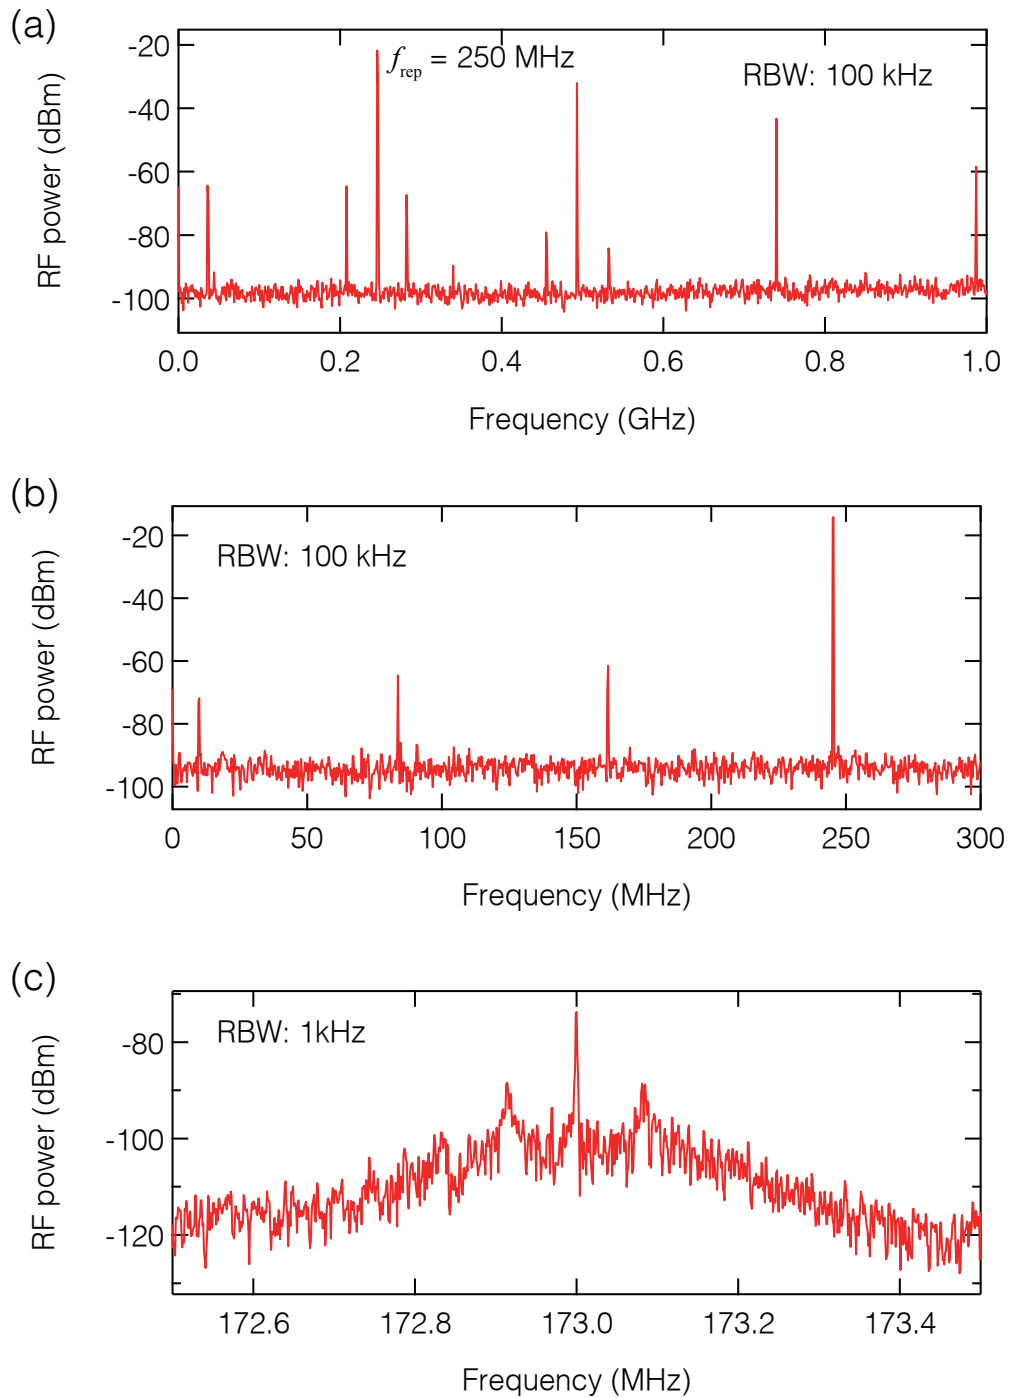 (a)
-20
-40
-60
-80
-100
RF power (dBm)
f_rep = 250 MHz
RBW: 100 kHz
0.0 0.2 0.4 0.6 0.8 1.0
Frequency (GHz)
(b)
-20
-40
-60
-80
-100
RF power (dBm)
RBW: 100 kHz
0 50 100 150 200 250 300
Frequency (MHz)
(c)
-80
-100
-120
RF power (dBm)
RBW: 1kHz
172.6 172.8 173.0 173.2 173.4
Frequency (MHz)